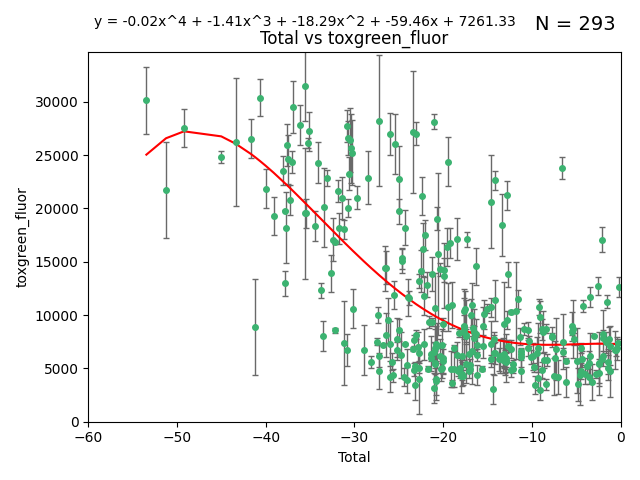 y = -0.02x^4 + -1.41x^3 + -18.29x^2 + -59.46x + 7261.33
N = 293
Total vs toxgreen_fluor
toxgreen_fluor
30000
25000
20000
15000
10000
5000
0
−60
−50
−40
−30
−20
−10
0
Total